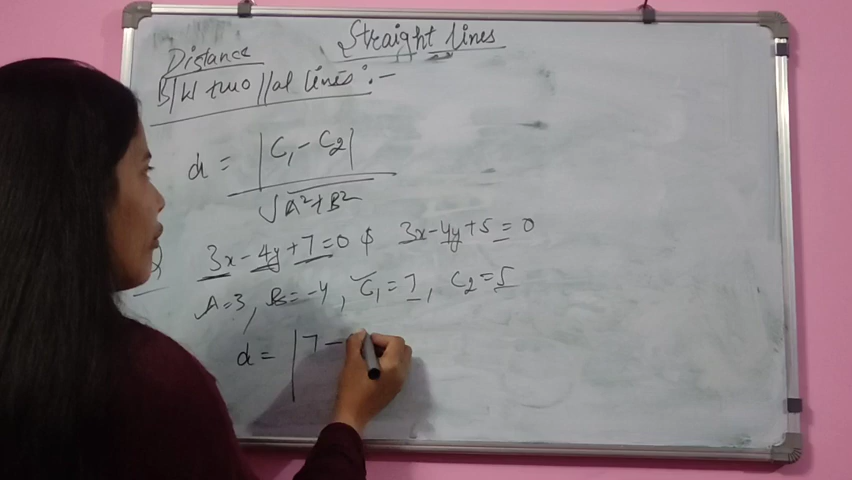 Straight lines
Distance
B/W two //al lines :-
d = |C₁ - C₂|
√A²+B²
Q 3x - 4y + 7 = 0 & 3x - 4y + 5 = 0
A = 3, B = -4, C₁ = 7, C₂ = 5
d = |7 -